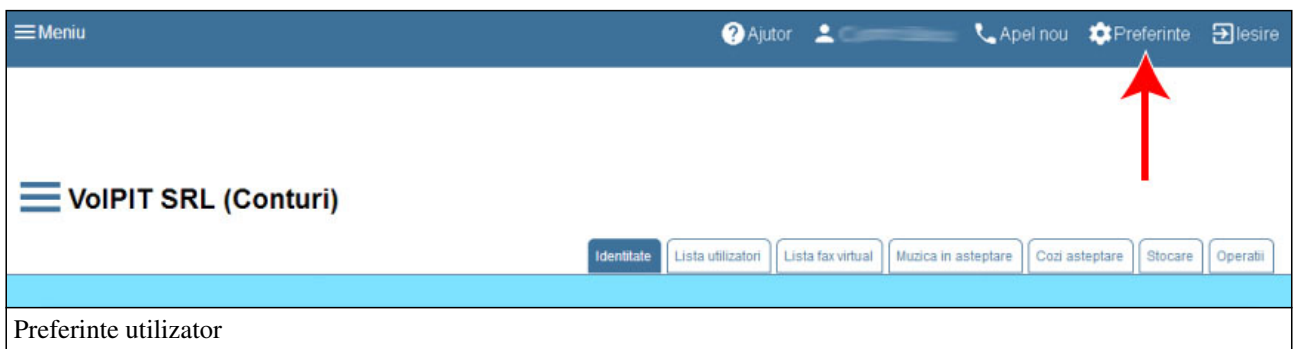 Meniu Ajutor Apel nou Preferinte Iesire
VoIPIT SRL (Conturi)
Identitate Lista utilizatori Lista fax virtual Muzica in asteptare Cozi asteptare Stocare Operatii
Preferinte utilizator